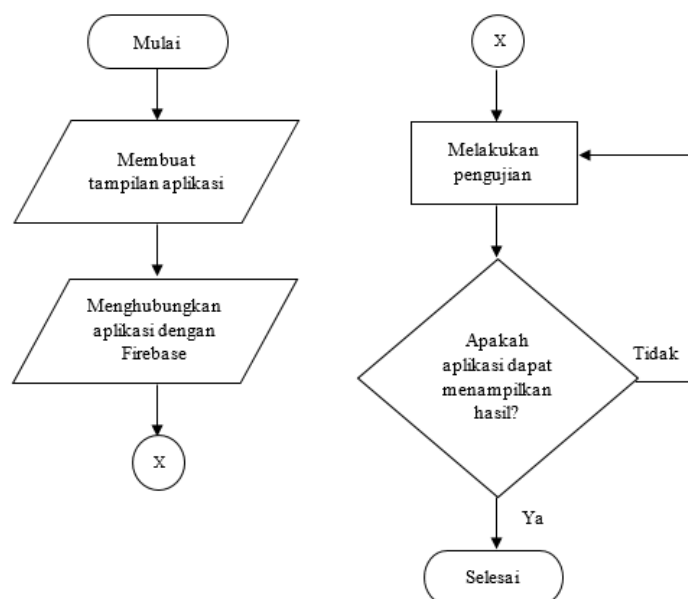 Mulai
Membuat
tampilan aplikasi
Menghubungkan
aplikasi dengan
Firebase
X
X
Melakukan
pengujian
Apakah
aplikasi dapat
menampilkan
hasil?
Tidak
Ya
Selesai